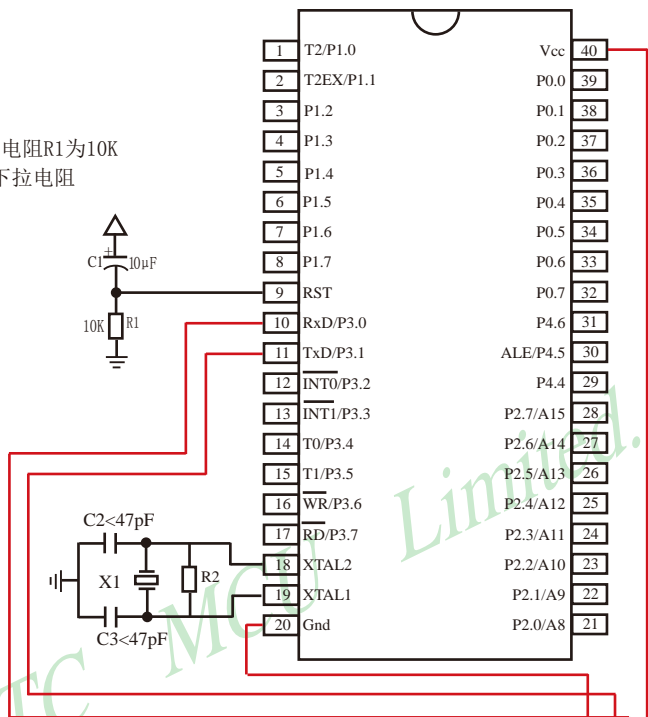 1 T2/P1.0 Vcc 40
2 T2EX/P1.1 P0.0 39
3 P1.2 P0.1 38
4 P1.3 P0.2 37
电阻R1为10K
下拉电阻
5 P1.4 P0.3 36
6 P1.5 P0.4 35
7 P1.6 P0.5 34
8 P1.7 P0.6 33
+
C1 10μF
9 RST P0.7 32
10K R1
10 RxD/P3.0 P4.6 31
11 TxD/P3.1 ALE/P4.5 30
12 INT0/P3.2 P4.4 29
13 INT1/P3.3 P2.7/A15 28
14 T0/P3.4 P2.6/A14 27
15 T1/P3.5 P2.5/A13 26
16 WR/P3.6 P2.4/A12 25
17 RD/P3.7 P2.3/A11 24
C2<47pF
18 XTAL2 P2.2/A10 23
X1 R2
19 XTAL1 P2.1/A9 22
20 Gnd P2.0/A8 21
C3<47pF
TC MCU Limited.